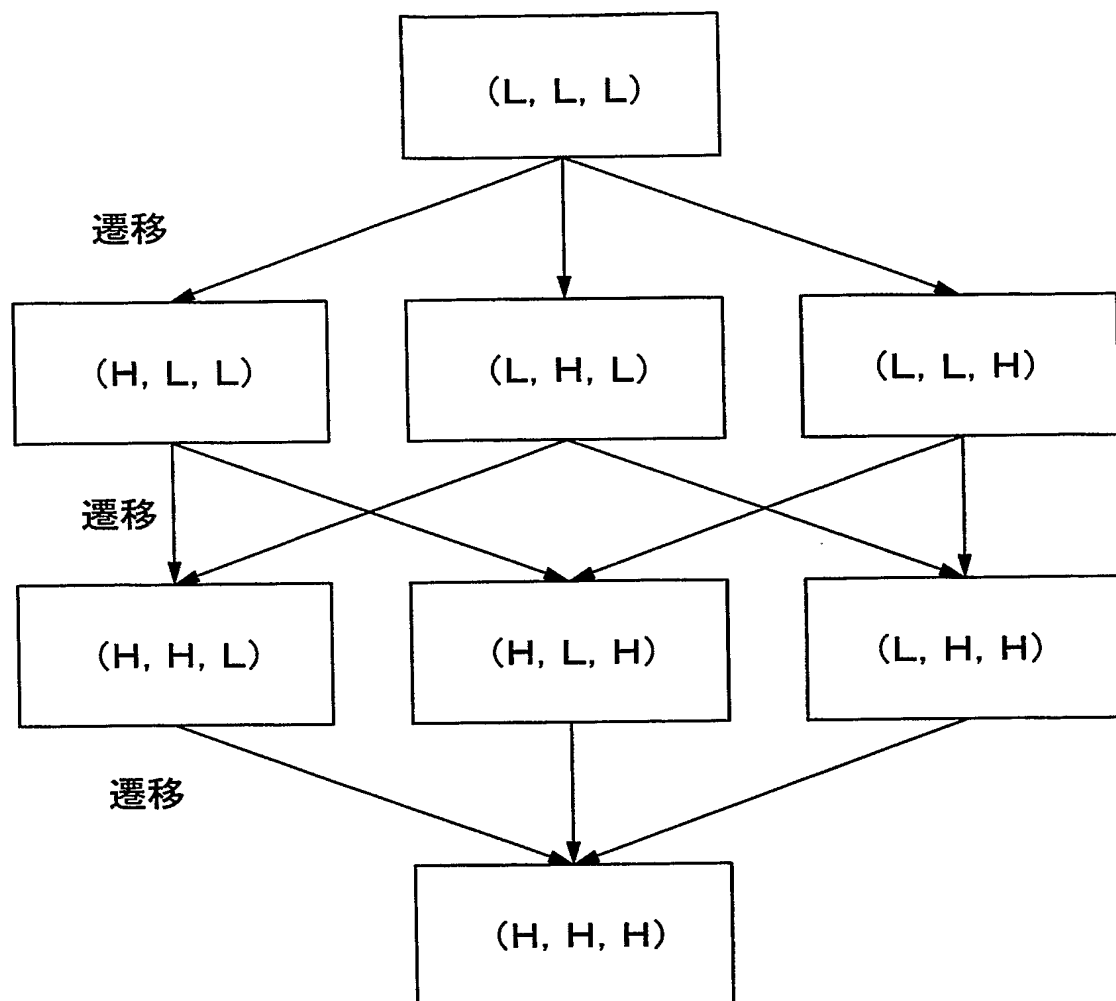 (L, L, L)
遷移
(H, L, L)
(L, H, L)
(L, L, H)
遷移
(H, H, L)
(H, L, H)
(L, H, H)
遷移
(H, H, H)